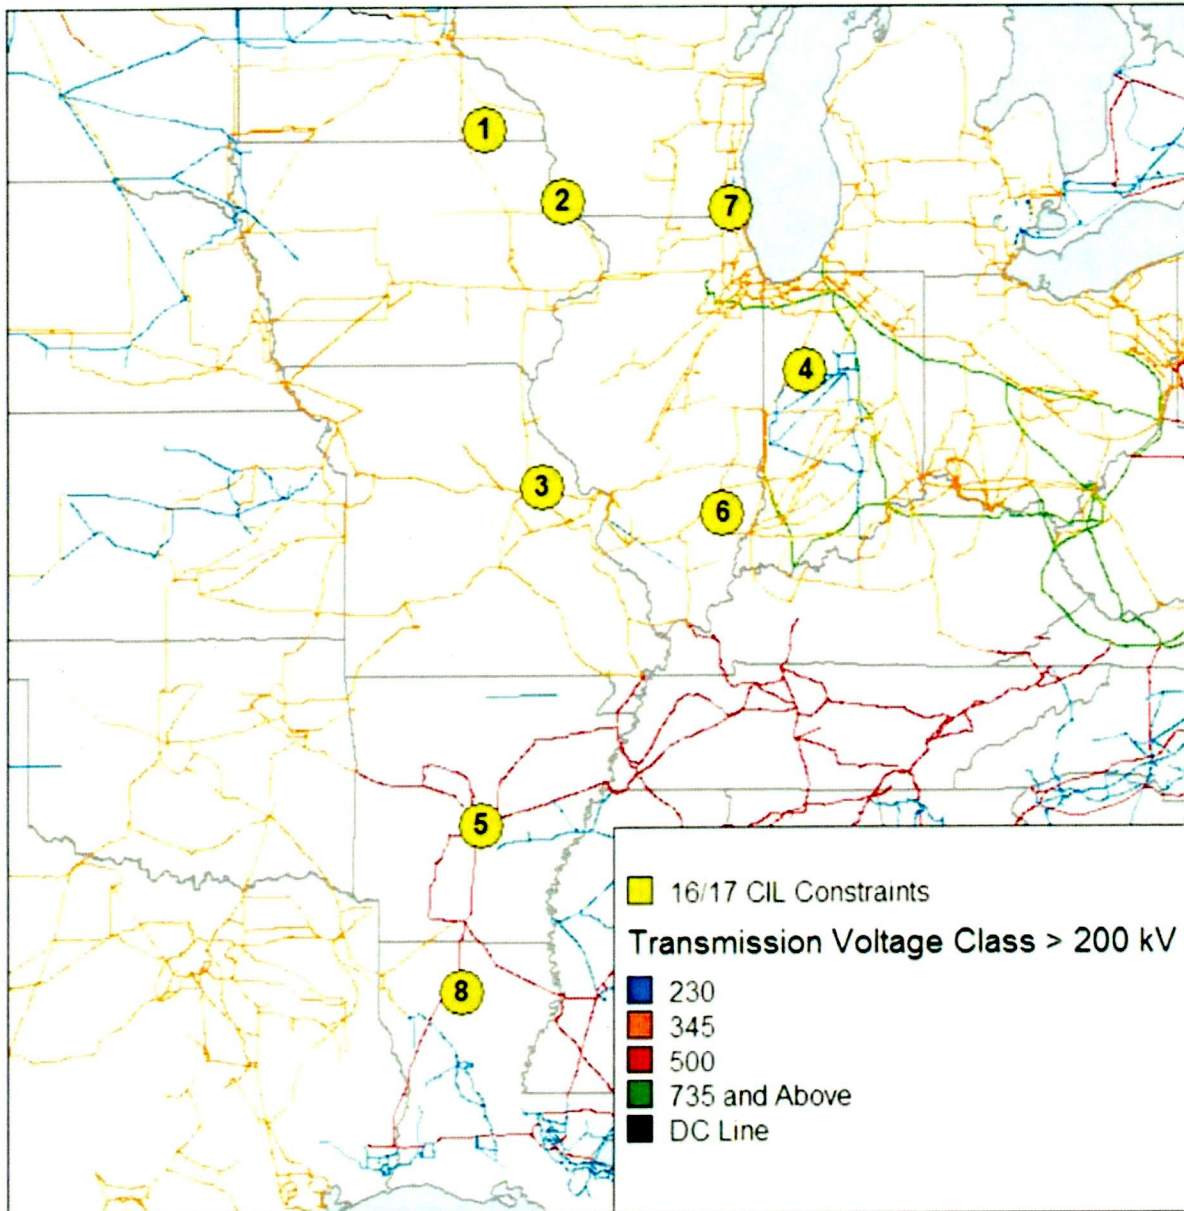 1
2
7
4
3
6
5
8
16/17 CIL Constraints
Transmission Voltage Class > 200 kV
230
345
500
735 and Above
DC Line